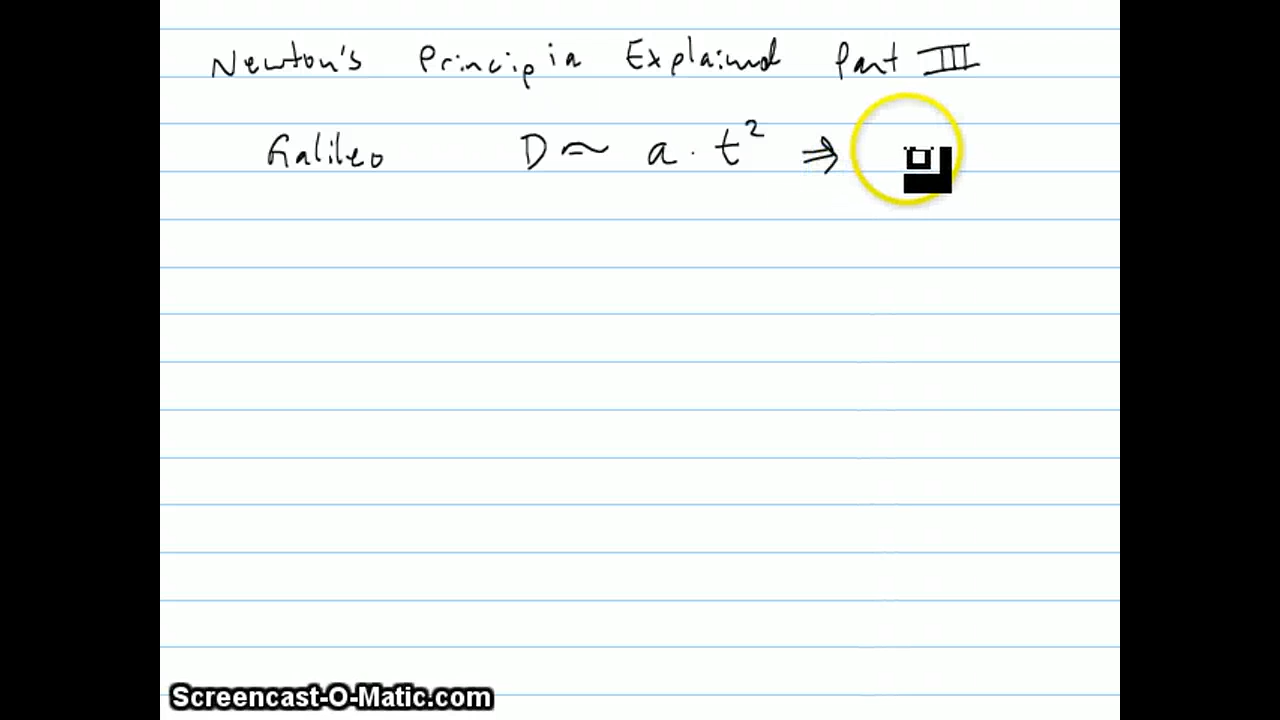 Newton's Principia Explained Part III
Galileo D ~ a · t² ⇒
Screencast-O-Matic.com